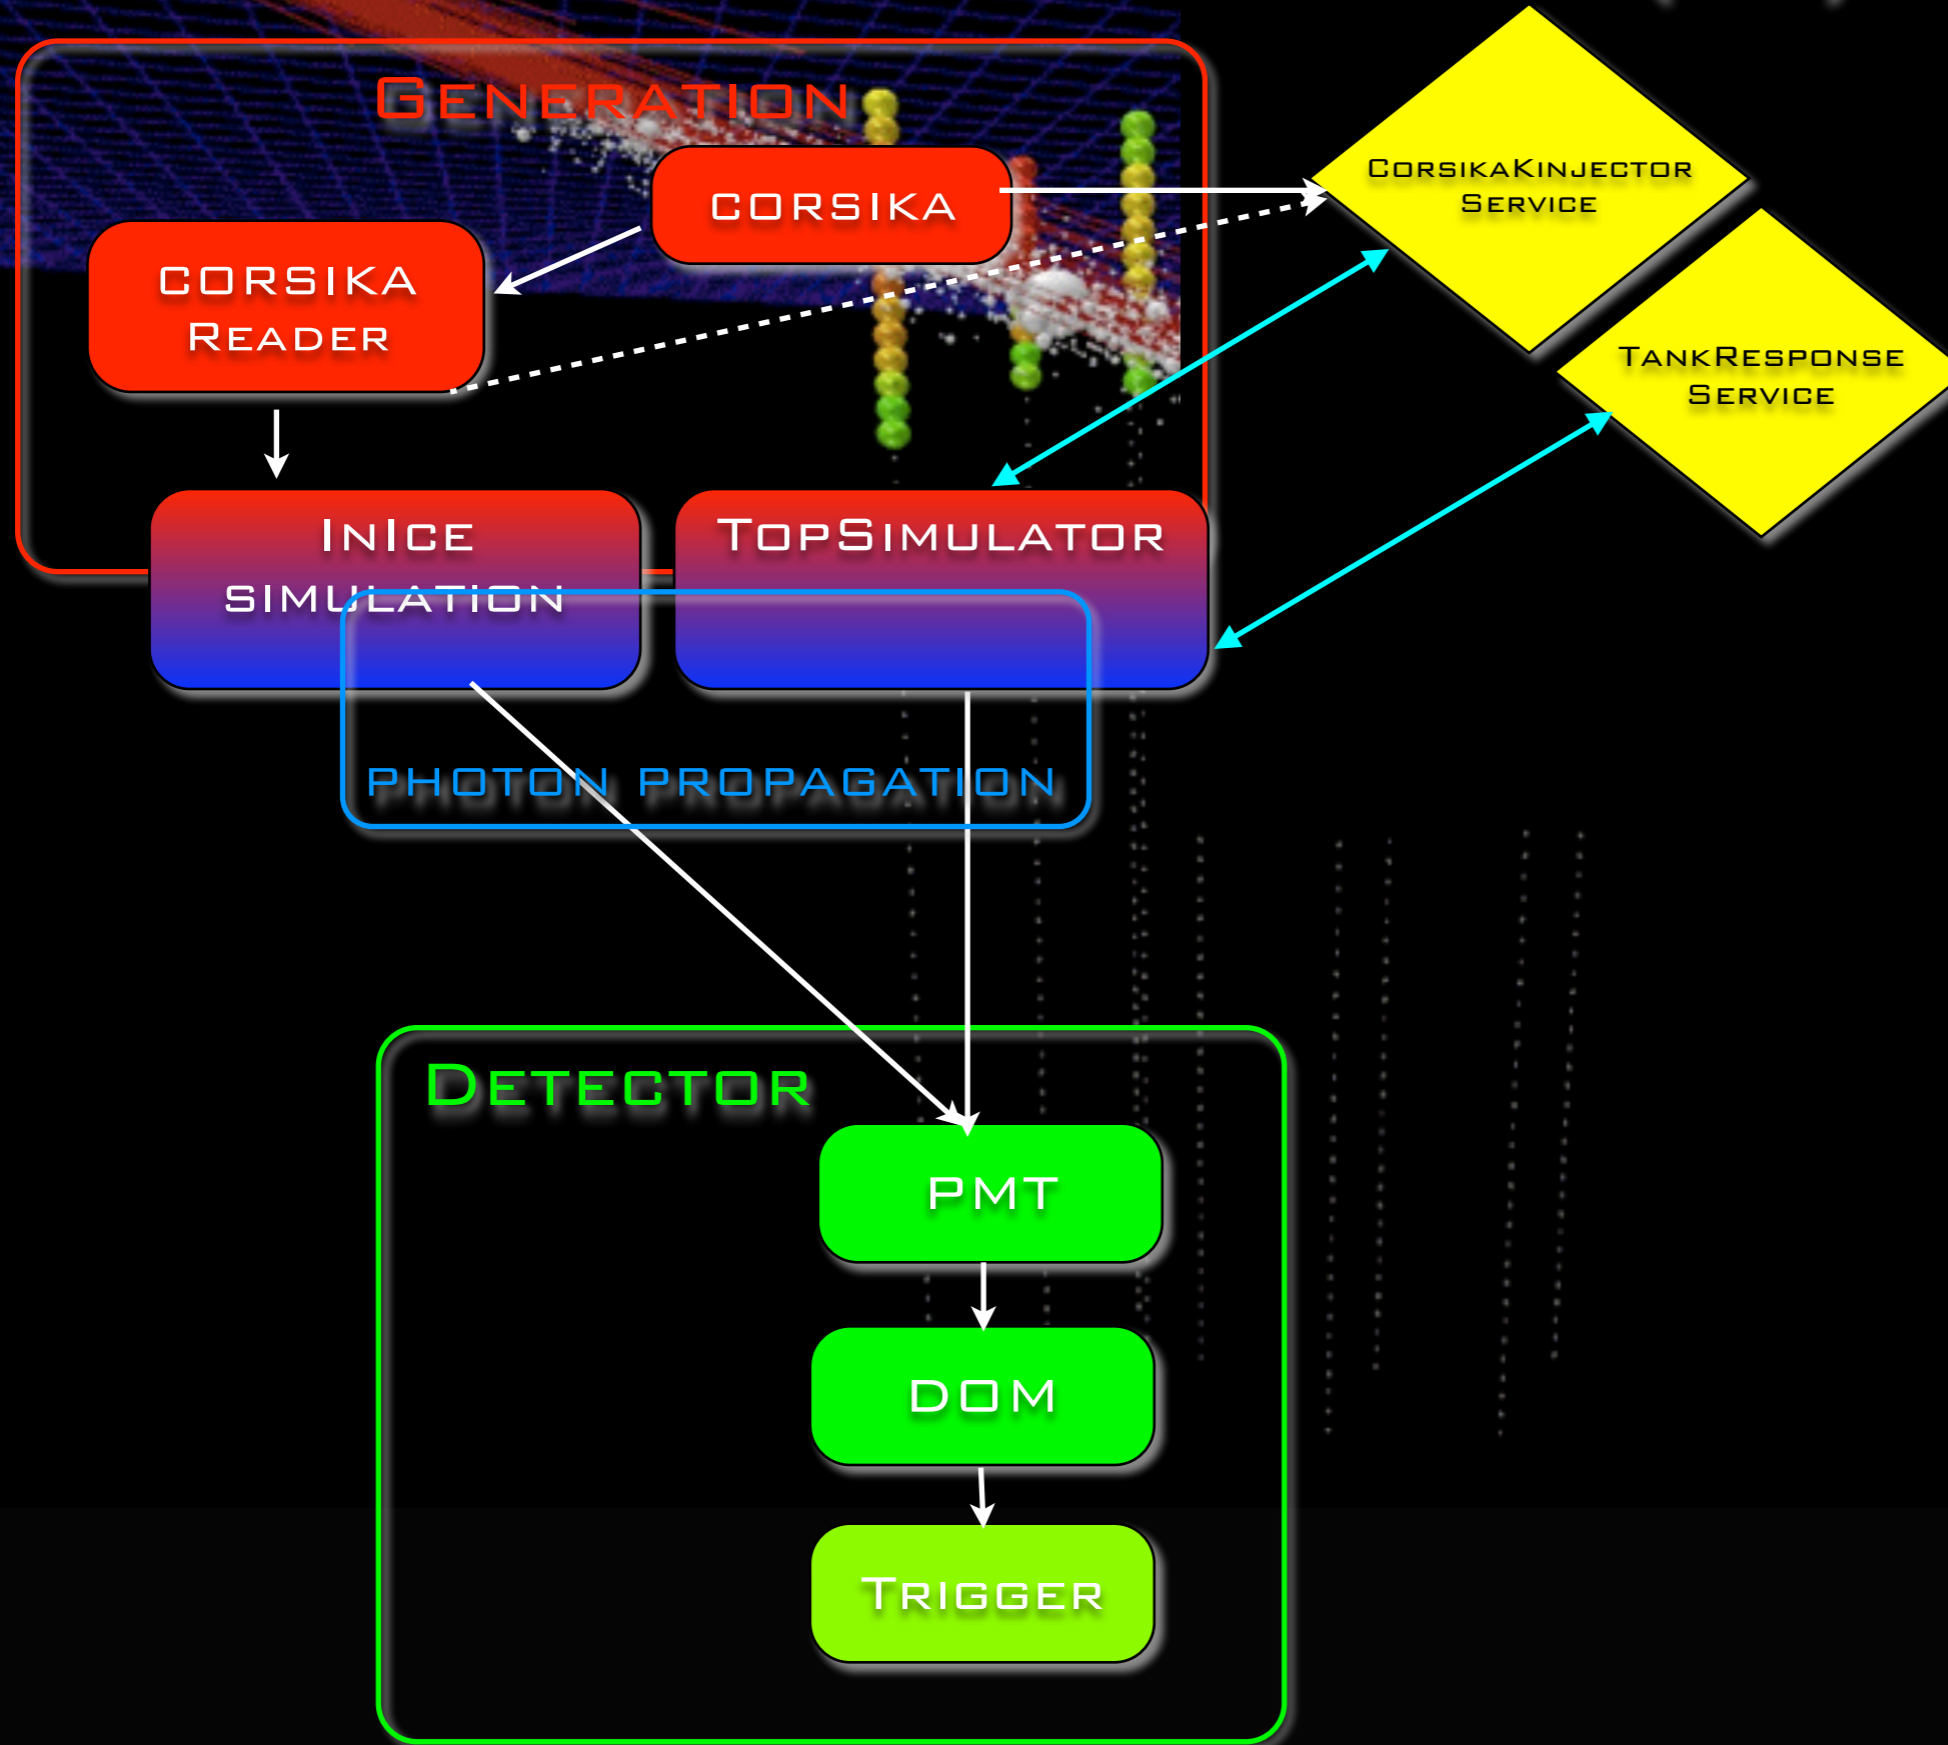 Generation
CORSIKA
CorsikaKinjector
Service
CORSIKA
Reader
TankResponse
Service
InIce
simulation
TopSimulator
photon propagation
Detector
PMT
DOM
Trigger